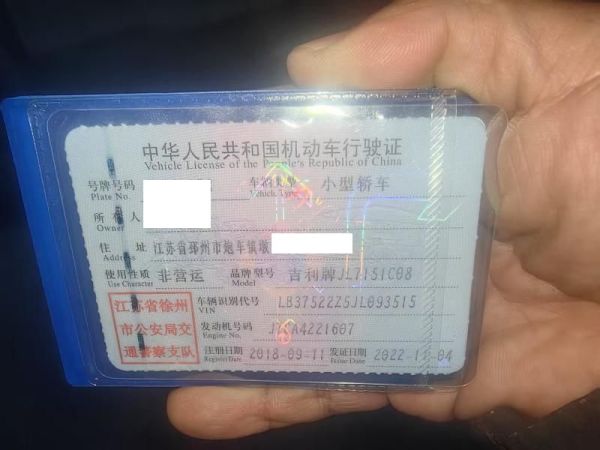 中华人民共和国机动车行驶证
Vehicle License of the People's Republic of China
号牌号码 车辆类型 小型轿车
Plate No. Vehicle Type
所有人
Owner
住址 江苏省邳州市炮车镇墩
Address
使用性质 非营运 品牌型号 吉利牌JL7151C08
Use Character Model
江苏省徐州市公安局交通警察支队
车辆识别代号 LB37522Z5JL093515
VIN
发动机号码
Engine No.
注册日期 2018-09-11 发证日期 2022-11-04
Register Date Issue Date